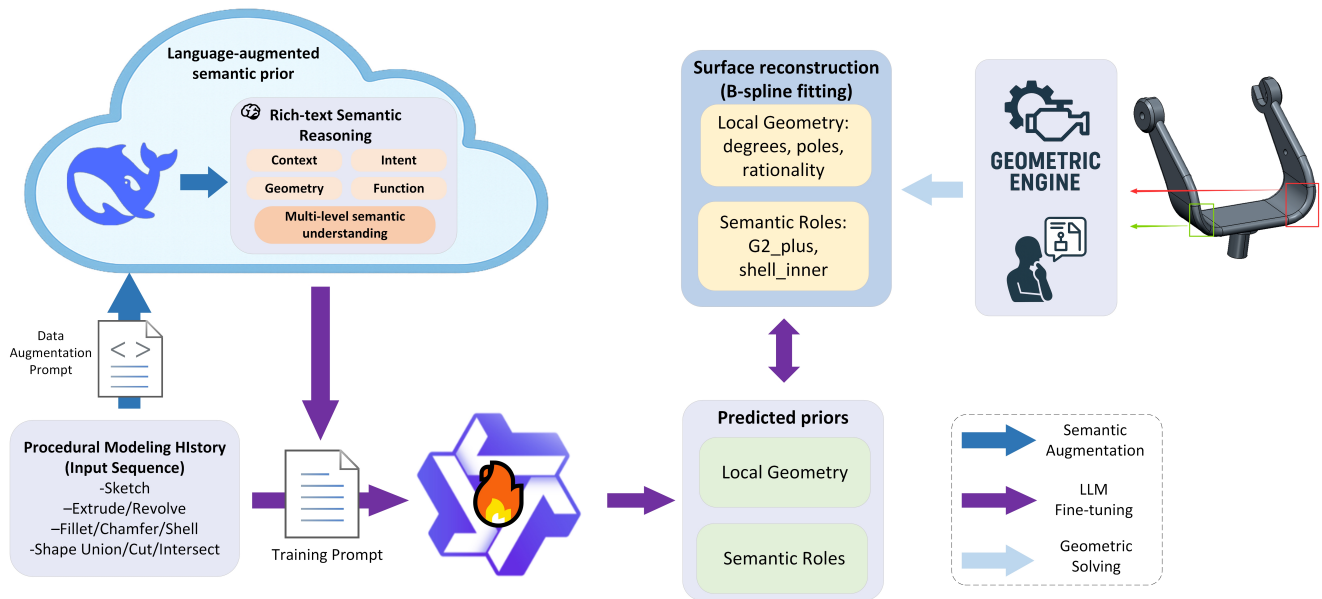 Language-augmented
semantic prior
Rich-text Semantic
Reasoning
Context
Intent
Geometry
Function
Multi-level semantic
understanding
Data
Augmentation
Prompt
< >
Procedural Modeling HIstory
(Input Sequence)
-Sketch
–Extrude/Revolve
–Fillet/Chamfer/Shell
-Shape Union/Cut/Intersect
Training Prompt
Surface reconstruction
(B-spline fitting)
Local Geometry:
degrees, poles,
rationality
Semantic Roles:
G2_plus,
shell_inner
GEOMETRIC
ENGINE
Predicted priors
Local Geometry
Semantic Roles
Semantic
Augmentation
LLM
Fine-tuning
Geometric
Solving